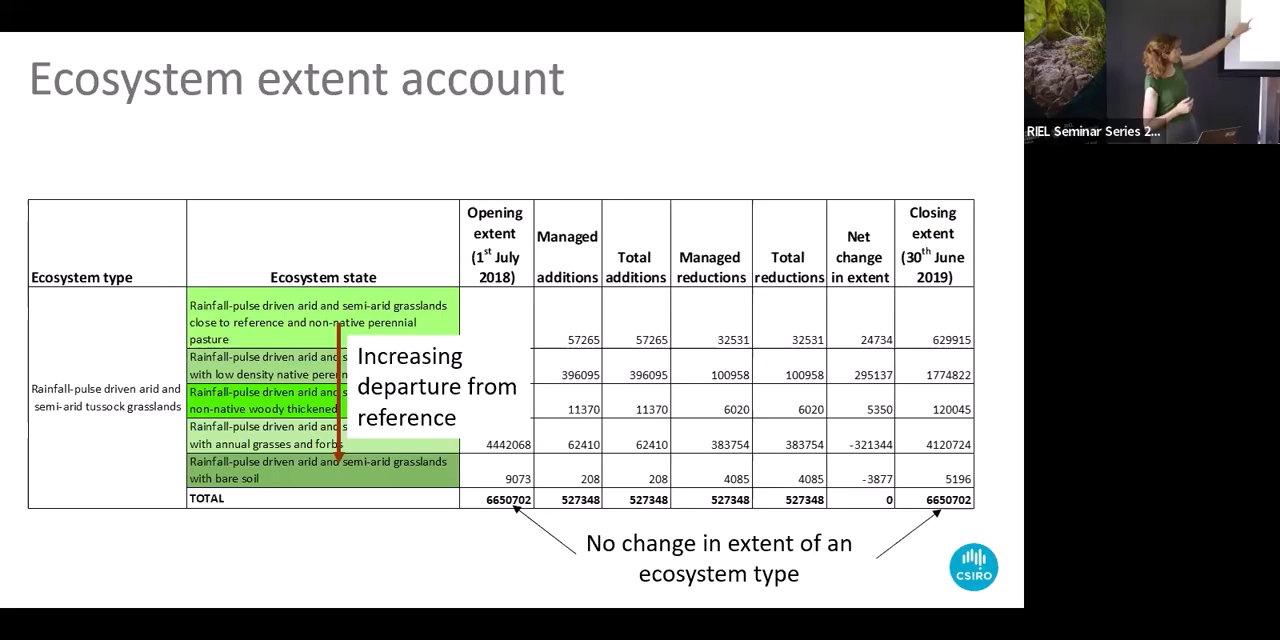 Ecosystem extent account
RIEL Seminar Series 2...
Ecosystem type
Ecosystem state
Opening
extent
(1st July
2018)
Managed
additions
Total
additions
Managed
reductions
Total
reductions
Net
change
in extent
Closing
extent
(30th June
2019)
Rainfall-pulse driven arid and
semi-arid tussock grasslands
Rainfall-pulse driven arid and semi-arid grasslands
close to reference and non-native perennial
pasture
57265 57265 32531 32531 24734 629915
Rainfall-pulse driven arid and s
with low density native peren
396095 396095 100958 100958 295137 1774822
Rainfall-pulse driven arid and s
non-native woody thickened
11370 11370 6020 6020 5350 120045
Rainfall-pulse driven arid and s
with annual grasses and forbs
4442068 62410 62410 383754 383754 -321344 4120724
Rainfall-pulse driven arid and semi-arid grasslands
with bare soil
9073 208 208 4085 4085 -3877 5196
TOTAL 6650702 527348 527348 527348 527348 0 6650702
Increasing
departure from
reference
No change in extent of an
ecosystem type
CSIRO